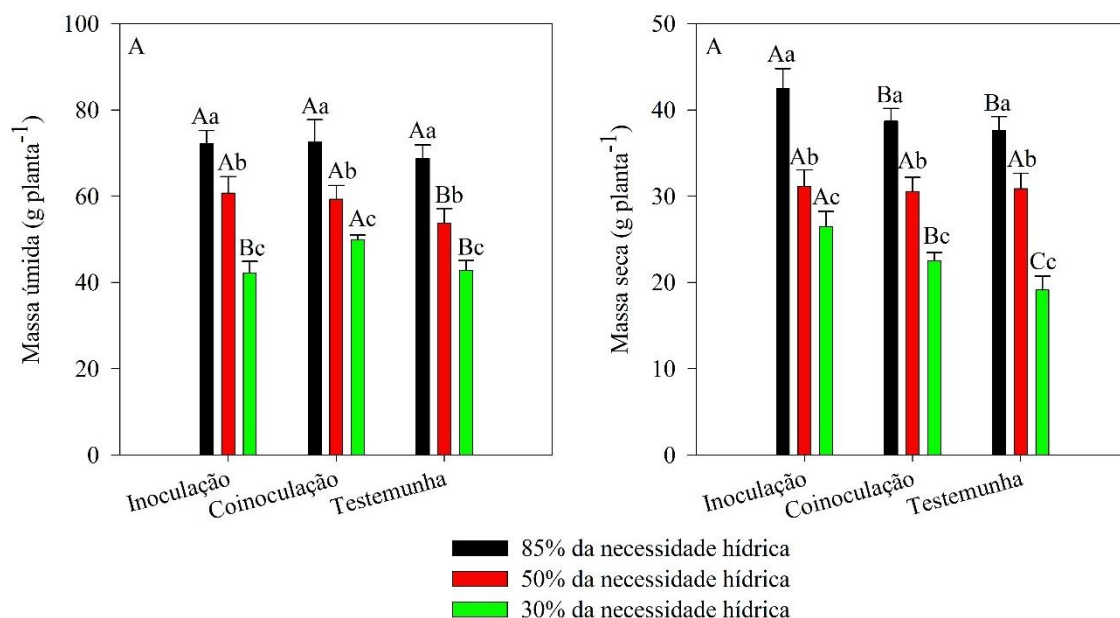 Massa úmida (g planta-1)
100
80
60
40
20
0
A
Aa
Ab
Bc
Aa
Ab
Ac
Aa
Bb
Bc
Inoculação
Coinoculação
Testemunha
Massa seca (g planta-1)
50
40
30
20
10
0
A
Aa
Ab
Ac
Ba
Ab
Bc
Ba
Ab
Cc
Inoculação
Coinoculação
Testemunha
85% da necessidade hídrica
50% da necessidade hídrica
30% da necessidade hídrica